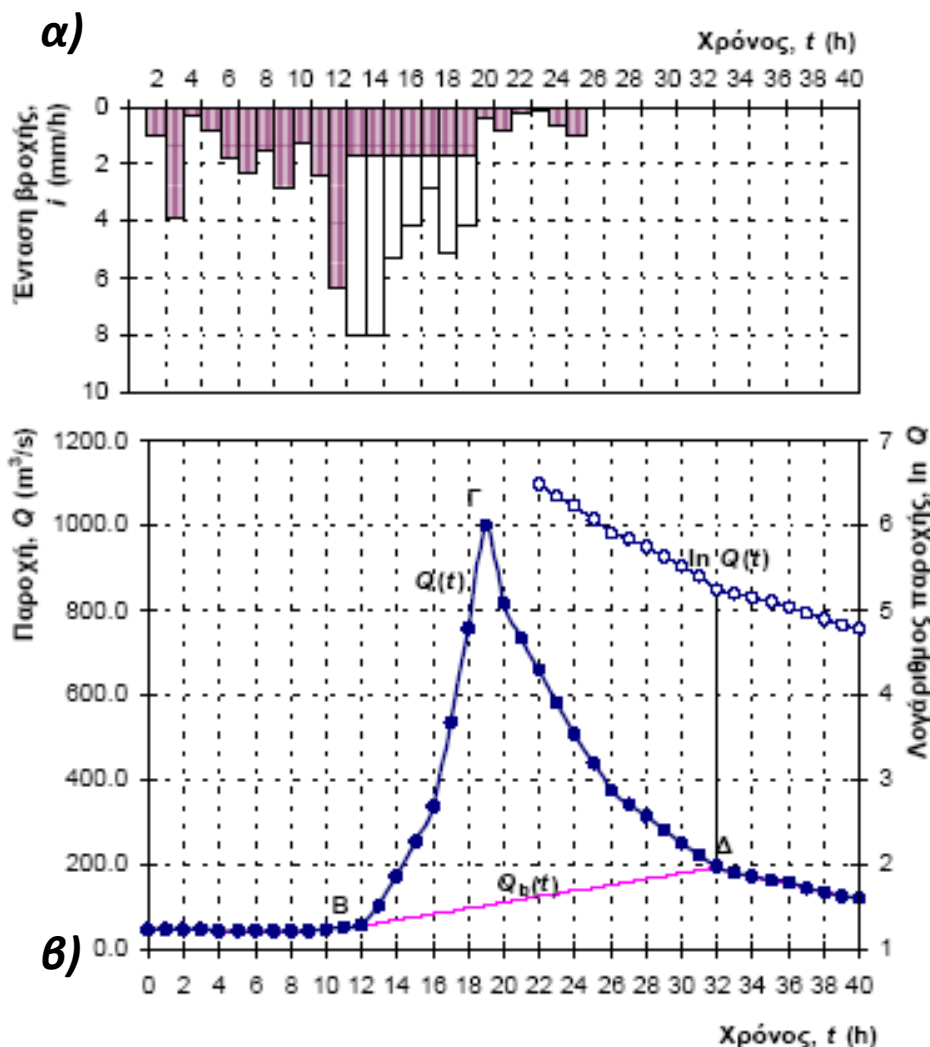 α)
Χρόνος, t (h)
2 4 6 8 10 12 14 16 18 20 22 24 26 28 30 32 34 36 38 40
Ένταση βροχής,
i (mm/h)
0
2
4
6
8
10
Παροχή, Q (m³/s)
1200.0
1000.0
800.0
600.0
400.0
200.0
0.0
Λογάριθμος παροχής, ln Q
7
6
5
4
3
2
1
Γ
Q(t)
ln Q(t)
Δ
Qb(t)
B
β)
0 2 4 6 8 10 12 14 16 18 20 22 24 26 28 30 32 34 36 38 40
Χρόνος, t (h)